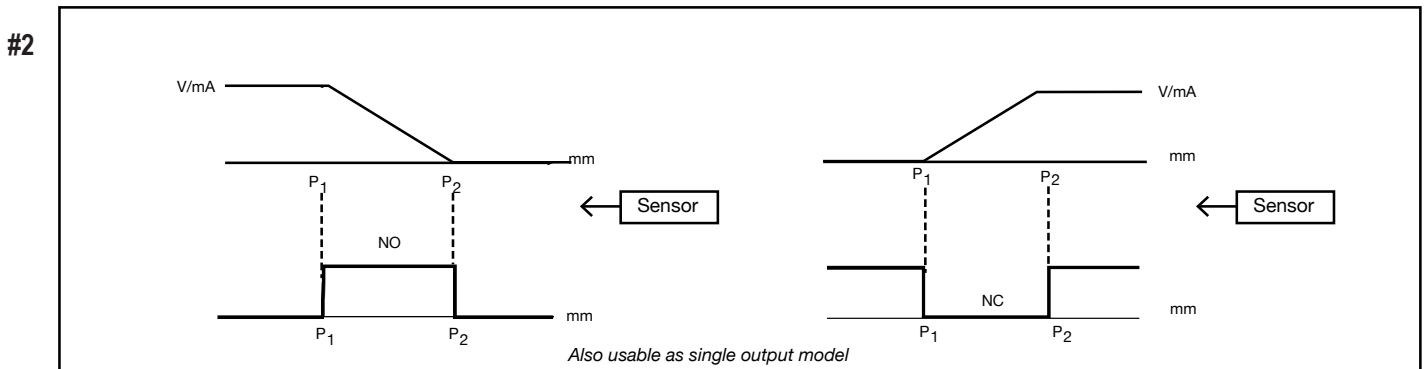 #2
V/mA
mm
P1 P2
Sensor
NO
mm
P1 P2
V/mA
mm
P1 P2
Sensor
NC
mm
P1 P2
Also usable as single output model